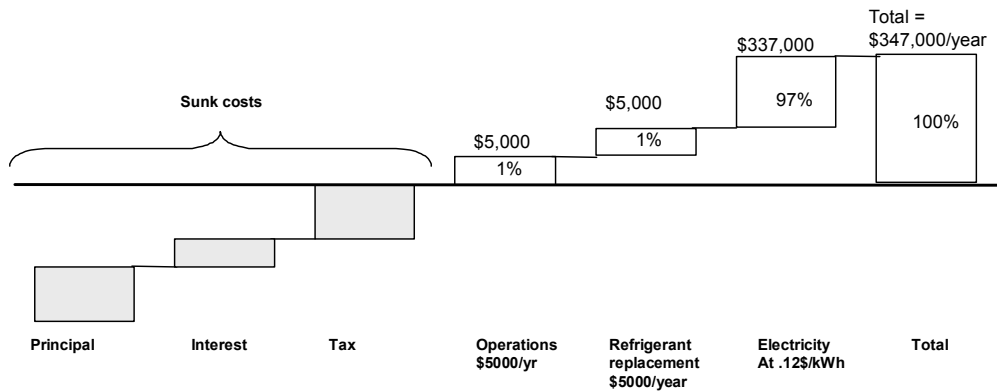 Total =
$347,000/year
$337,000
Sunk costs
$5,000
97%
$5,000
100%
1%
1%
Principal
Interest
Tax
Operations
$5000/yr
Refrigerant
replacement
$5000/year
Electricity
At .12$/kWh
Total